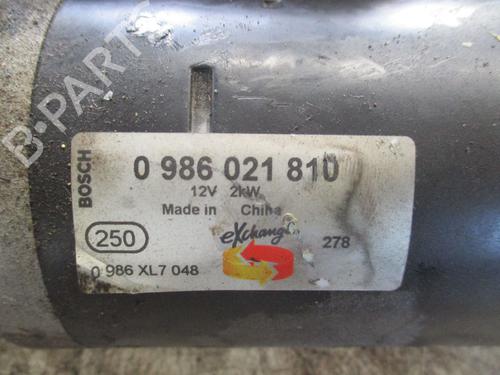 B-PARTS
BOSCH
0 986 021 810
12V 2kW
Made in China
250
eXchange
278
0 986 XL7 048